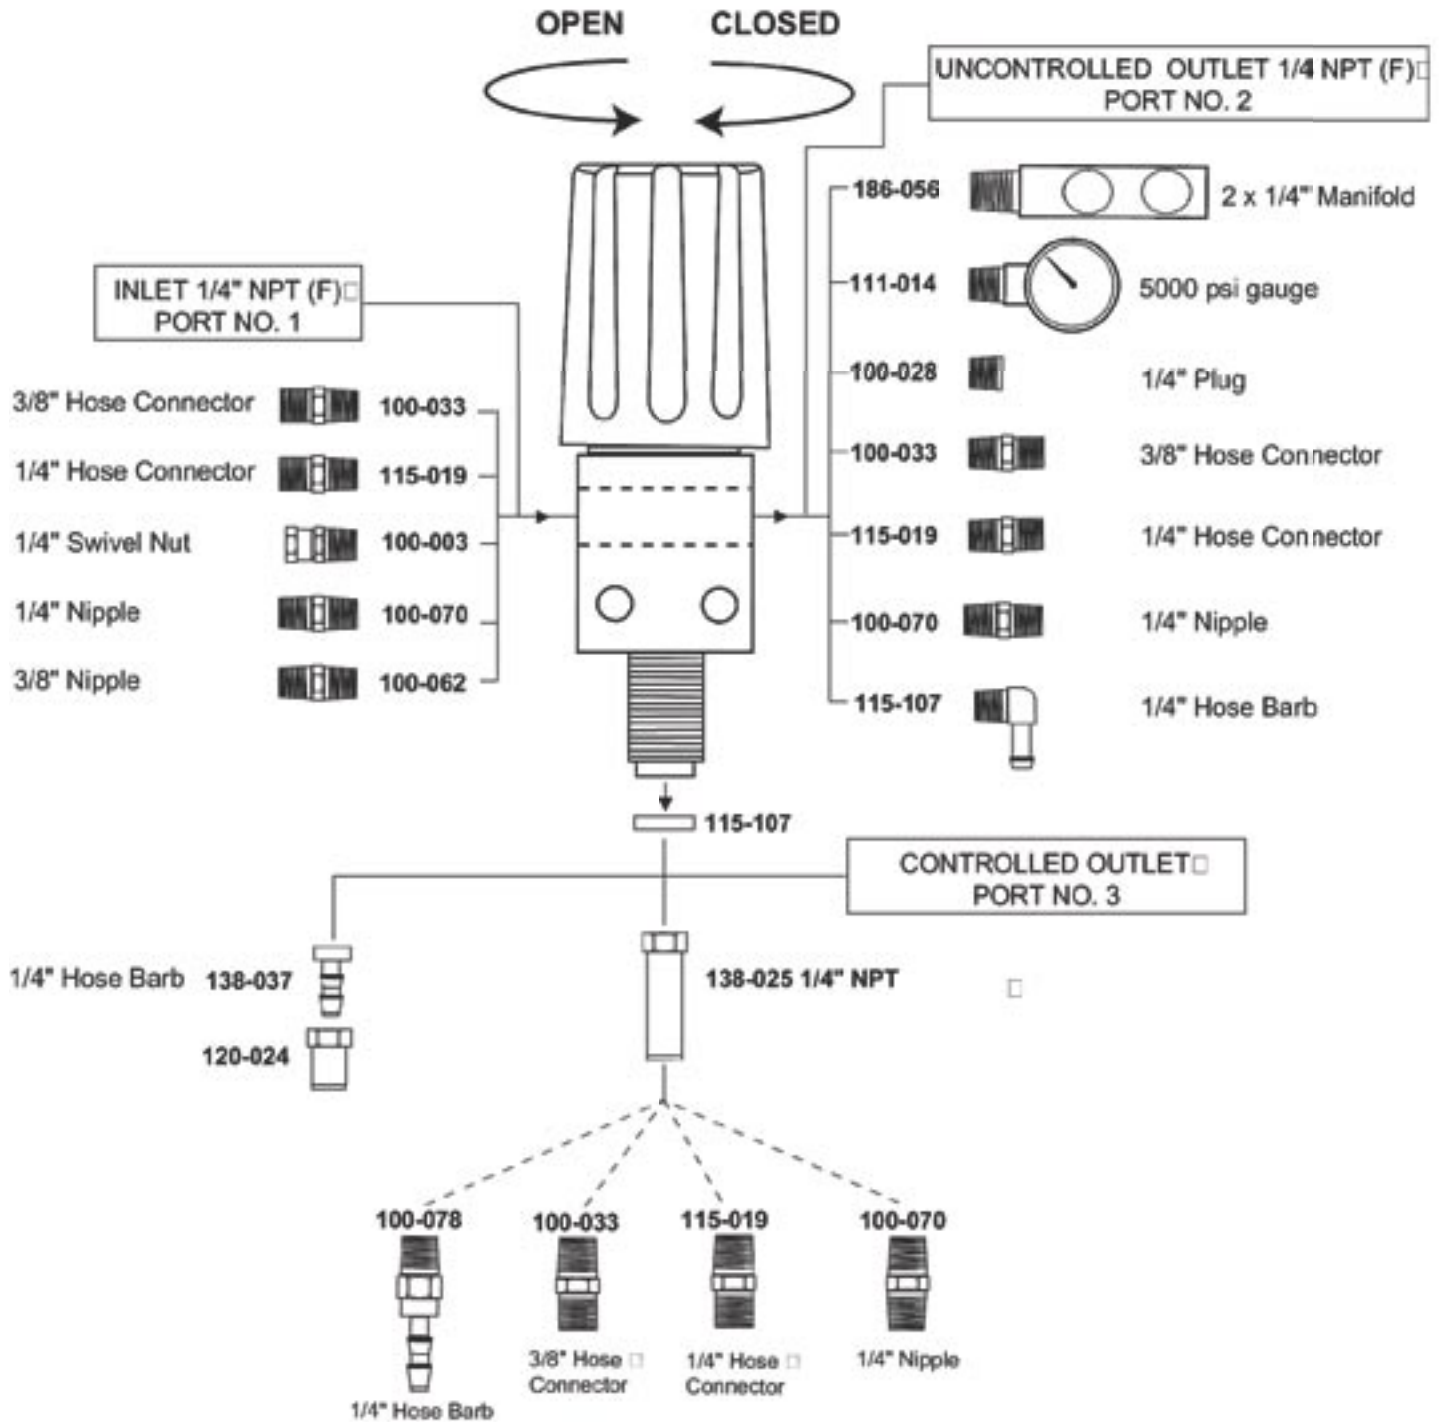 OPEN CLOSED
UNCONTROLLED OUTLET 1/4 NPT (F)
PORT NO. 2
186-056 2 x 1/4" Manifold
111-014 5000 psi gauge
100-028 1/4" Plug
100-033 3/8" Hose Connector
115-019 1/4" Hose Connector
100-070 1/4" Nipple
115-107 1/4" Hose Barb
INLET 1/4" NPT (F)
PORT NO. 1
3/8" Hose Connector 100-033
1/4" Hose Connector 115-019
1/4" Swivel Nut 100-003
1/4" Nipple 100-070
3/8" Nipple 100-062
115-107
CONTROLLED OUTLET
PORT NO. 3
1/4" Hose Barb 138-037
120-024
138-025 1/4" NPT
100-078
1/4" Hose Barb
100-033
3/8" Hose
Connector
115-019
1/4" Hose
Connector
100-070
1/4" Nipple